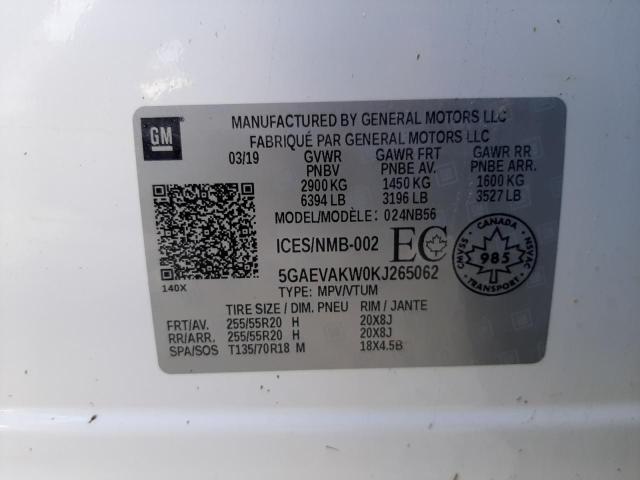 GM
MANUFACTURED BY GENERAL MOTORS LLC
FABRIQUÉ PAR GENERAL MOTORS LLC
03/19 GVWR GAWR FRT GAWR RR
PNBV PNBE AV. PNBE ARR.
2900 KG 1450 KG 1600 KG
6394 LB 3196 LB 3527 LB
MODEL/MODÈLE: 024NB56
ICES/NMB-002 EC
CANADA
CMVSS 985 NSVAC
TRANSPORT
5GAEVAKW0KJ265062
140X
TYPE: MPV/VTUM
TIRE SIZE / DIM. PNEU RIM / JANTE
FRT/AV. 255/55R20 H 20X8J
RR/ARR. 255/55R20 H 20X8J
SPA/SOS T135/70R18 M 18X4.5B